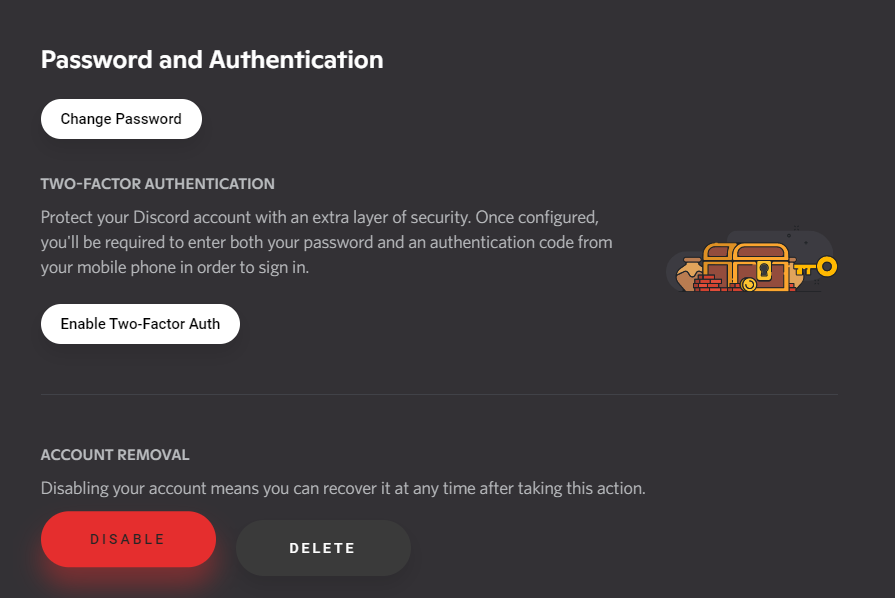 Password and Authentication
Change Password
TWO-FACTOR AUTHENTICATION
Protect your Discord account with an extra layer of security. Once configured,
you'll be required to enter both your password and an authentication code from
your mobile phone in order to sign in.
Enable Two-Factor Auth
ACCOUNT REMOVAL
Disabling your account means you can recover it at any time after taking this action.
DISABLE
DELETE